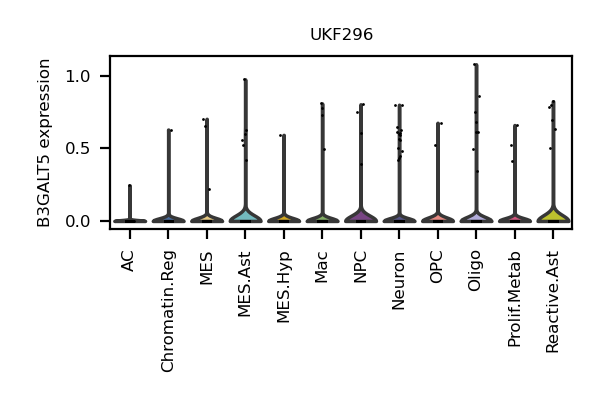 UKF296
B3GALT5 expression
1.0
0.5
0.0
AC
Chromatin.Reg
MES
MES.Ast
MES.Hyp
Mac
NPC
Neuron
OPC
Oligo
Prolif.Metab
Reactive.Ast